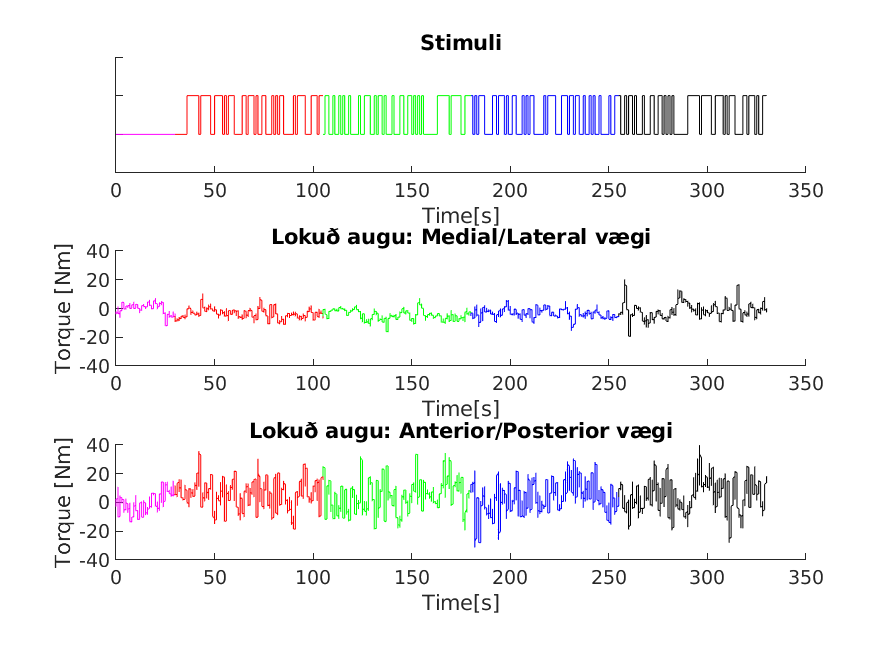 Stimuli
0 50 100 150 200 250 300 350
Time[s]
Lokuð augu: Medial/Lateral vægi
Torque [Nm]
40
20
0
-20
-40
0 50 100 150 200 250 300 350
Time[s]
Lokuð augu: Anterior/Posterior vægi
Torque [Nm]
40
20
0
-20
-40
0 50 100 150 200 250 300 350
Time[s]